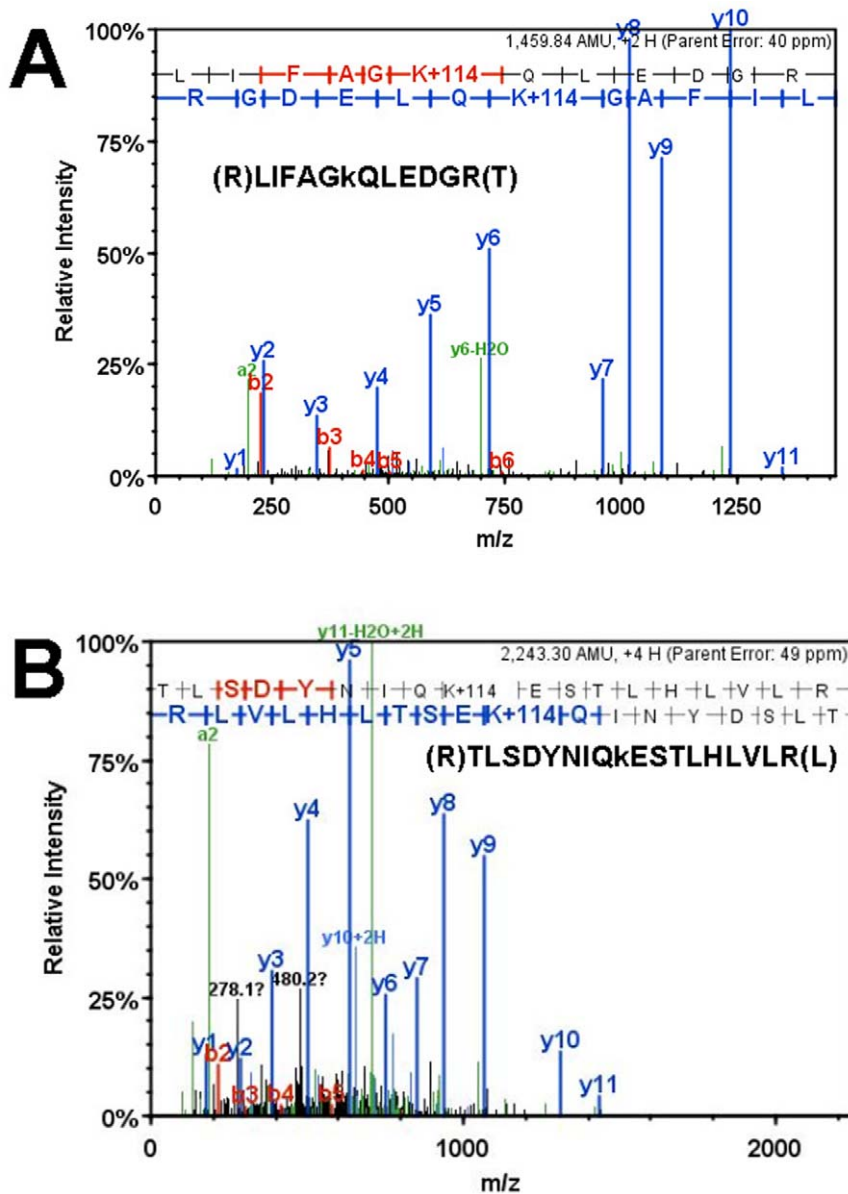 A
100%
75%
50%
25%
0%
Relative Intensity
1,459.84 AMU, +2 H (Parent Error: 40 ppm)
L I F A G K+114 Q L E D G R
R G D E L Q K+114 G A F I L
(R)LIFAGkQLEDGR(T)
y1
a2
b2
y2
y3
b3
b4
y4
b5
y5
y6
y6-H2O
b6
y7
y8
y9
y10
y11
0 250 500 750 1000 1250
m/z
B
100%
75%
50%
25%
0%
Relative Intensity
y11-H2O+2H
2,243.30 AMU, +4 H (Parent Error: 49 ppm)
T L S D Y N I Q K+114 E S T L H L V L R
R L V L H L T S E K+114 Q I N Y D S L T
(R)TLSDYNIQkESTLHLVLR(L)
a2
y1
b2
y2
278.1?
b3
y3
b4
480.2?
y4
b5
y5
y10+2H
y6
y7
y8
y9
y10
y11
0 1000 2000
m/z